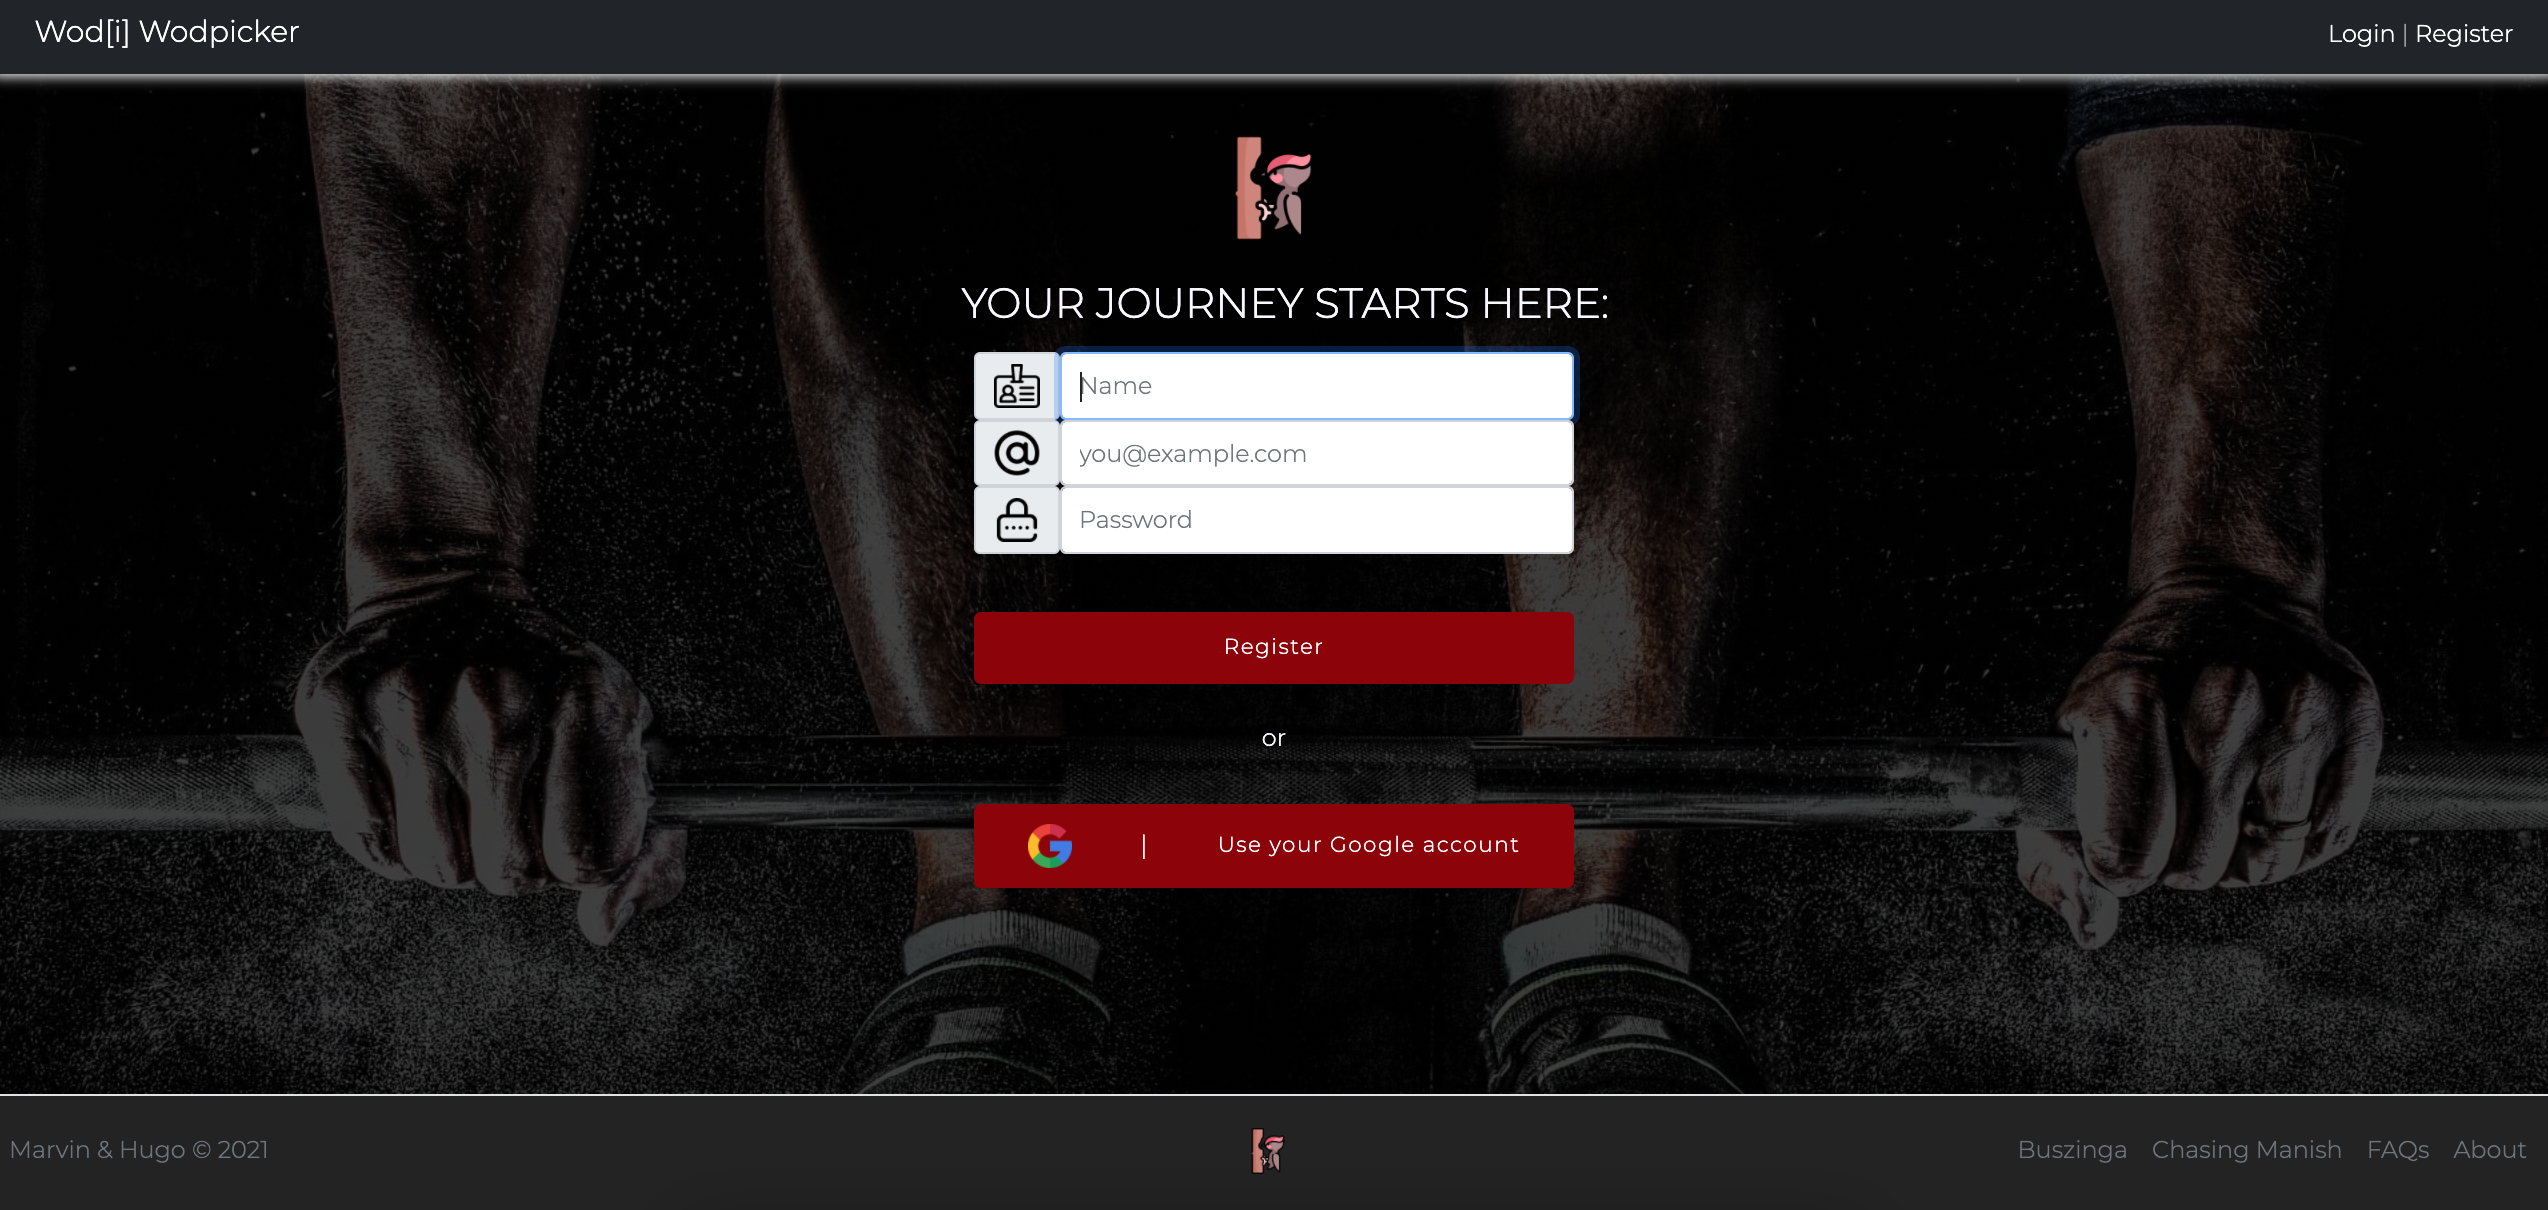 Wod[i] Wodpicker
Login | Register
YOUR JOURNEY STARTS HERE:
Name
@
you@example.com
Password
Register
or
G | Use your Google account
Marvin & Hugo © 2021
Buszinga Chasing Manish FAQs About